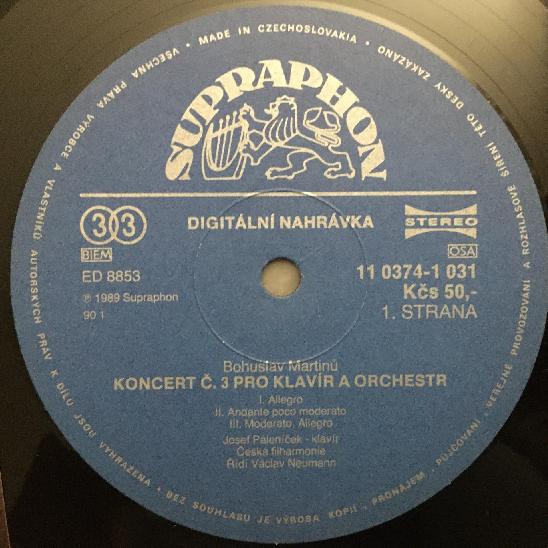 VŠECHNA PRÁVA VÝROBCE A VLASTNÍKŮ AUTORSKÝCH PRÁV K DÍLU JSOU VYHRAZENA • BEZ SOUHLASU JE VÝROBA KOPIÍ • PRONÁJEM • PŮJČOVÁNÍ • VEŘEJNÉ PROVOZOVÁNÍ A ROZHLASOVÉ ŠÍŘENÍ TÉTO DESKY ZAKÁZÁNO • MADE IN CZECHOSLOVAKIA •
SUPRAPHON
33 DIGITÁLNÍ NAHRÁVKA STEREO
BIEM OSA
ED 8853 11 0374-1 031
Kčs 50,-
℗ 1989 Supraphon
90 1 1. STRANA
Bohuslav Martinů
KONCERT Č. 3 PRO KLAVÍR A ORCHESTR
I. Allegro
II. Andante poco moderato
III. Moderato, Allegro
Josef Páleníček - klavír
Česká filharmonie
Řídí Václav Neumann